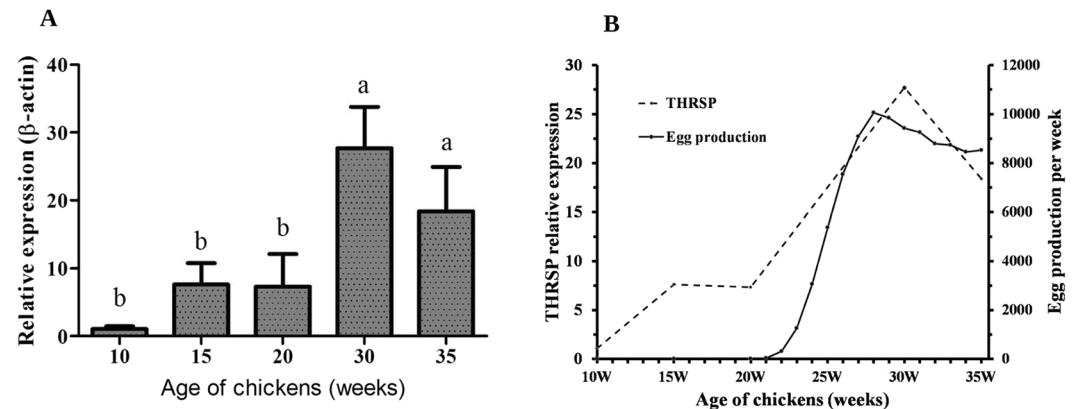 A
Relative expression (β-actin)
40
30
20
10
0
b
b
b
a
a
10 15 20 30 35
Age of chickens (weeks)
B
THRSP relative expression
30
25
20
15
10
5
0
THRSP
Egg production
12000
10000
8000
6000
4000
2000
0
Egg production per week
10W 15W 20W 25W 30W 35W
Age of chickens (weeks)